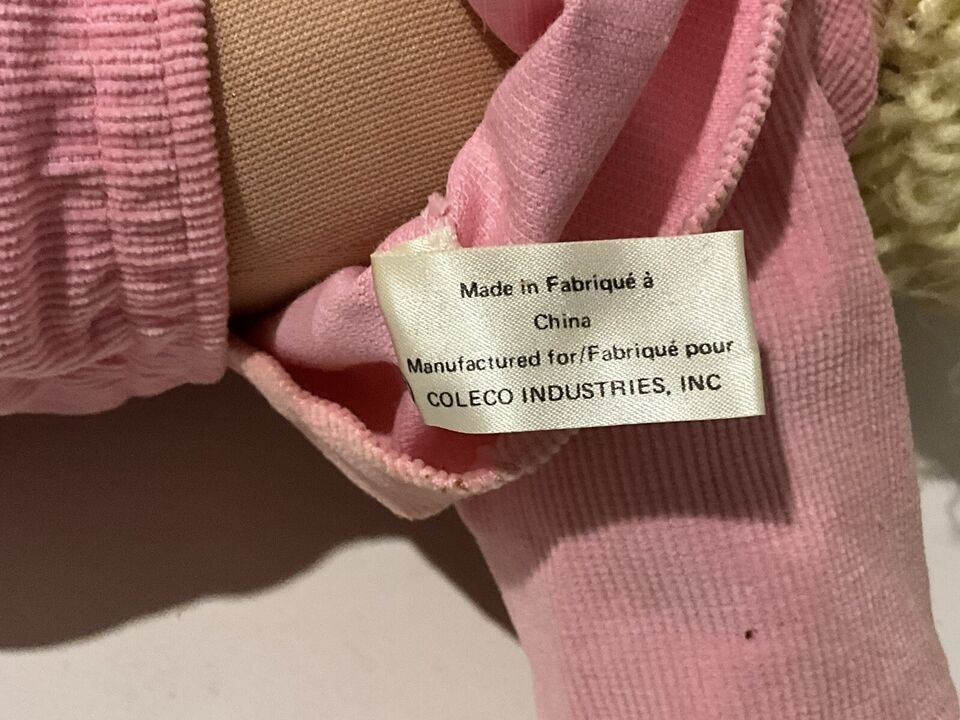 Made in Fabriqué à
China
Manufactured for/Fabriqué pour
COLECO INDUSTRIES, INC